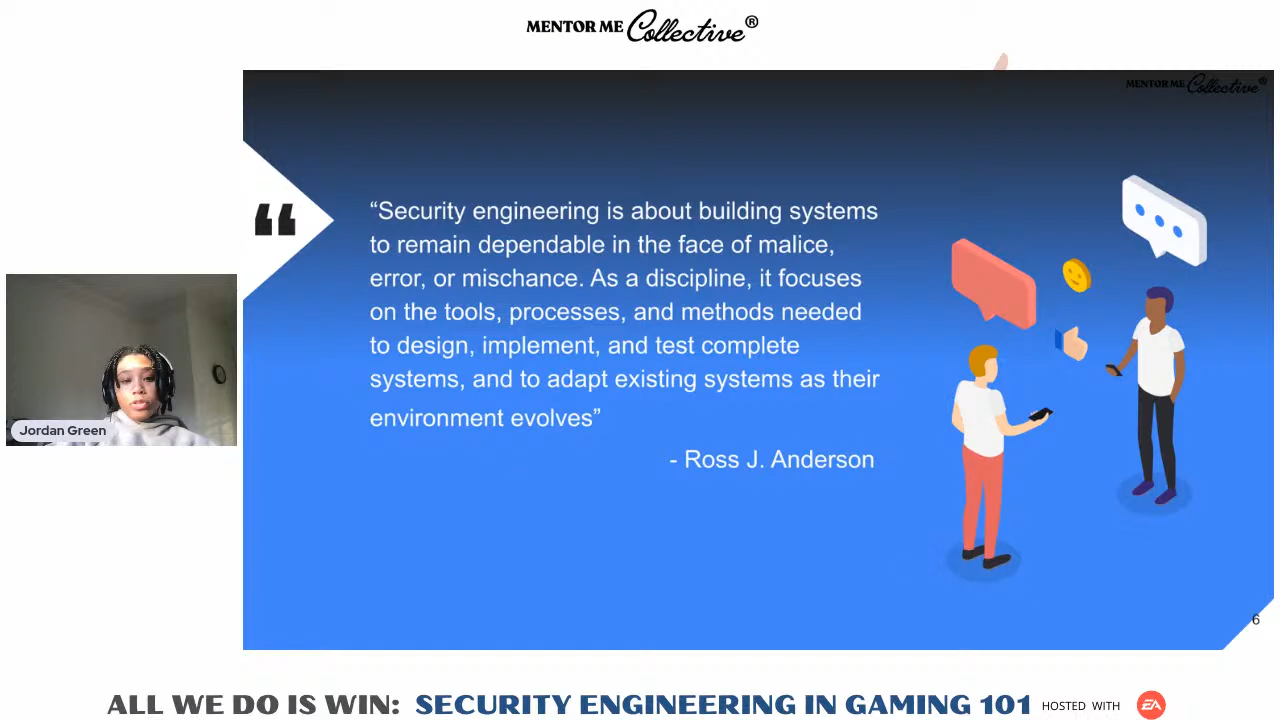 MENTOR ME Collective®
MENTOR ME Collective®
“Security engineering is about building systems
to remain dependable in the face of malice,
error, or mischance. As a discipline, it focuses
on the tools, processes, and methods needed
to design, implement, and test complete
systems, and to adapt existing systems as their
environment evolves”
- Ross J. Anderson
Jordan Green
6
ALL WE DO IS WIN: SECURITY ENGINEERING IN GAMING 101 HOSTED WITH EA